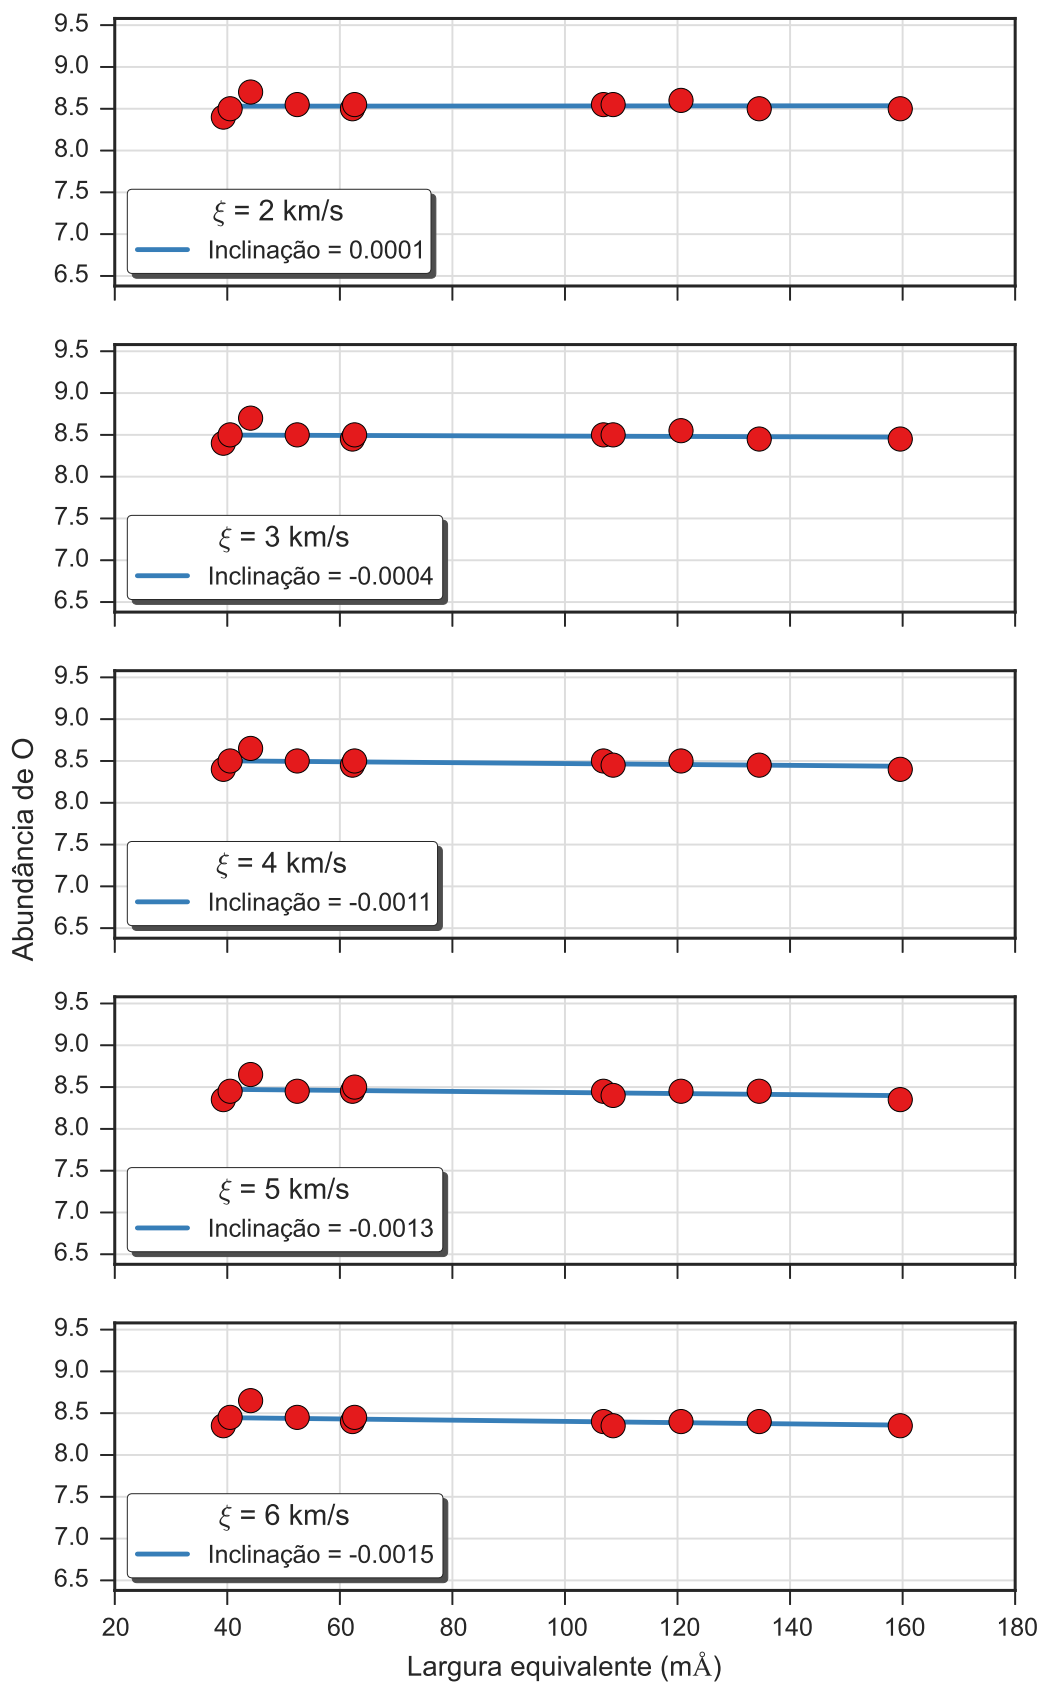 9.5
9.0
8.5
8.0
7.5
7.0
6.5
ξ = 2 km/s
Inclinação = 0.0001
9.5
9.0
8.5
8.0
7.5
7.0
6.5
ξ = 3 km/s
Inclinação = -0.0004
Abundância de O
9.5
9.0
8.5
8.0
7.5
7.0
6.5
ξ = 4 km/s
Inclinação = -0.0011
9.5
9.0
8.5
8.0
7.5
7.0
6.5
ξ = 5 km/s
Inclinação = -0.0013
9.5
9.0
8.5
8.0
7.5
7.0
6.5
ξ = 6 km/s
Inclinação = -0.0015
20 40 60 80 100 120 140 160 180
Largura equivalente (mÅ)